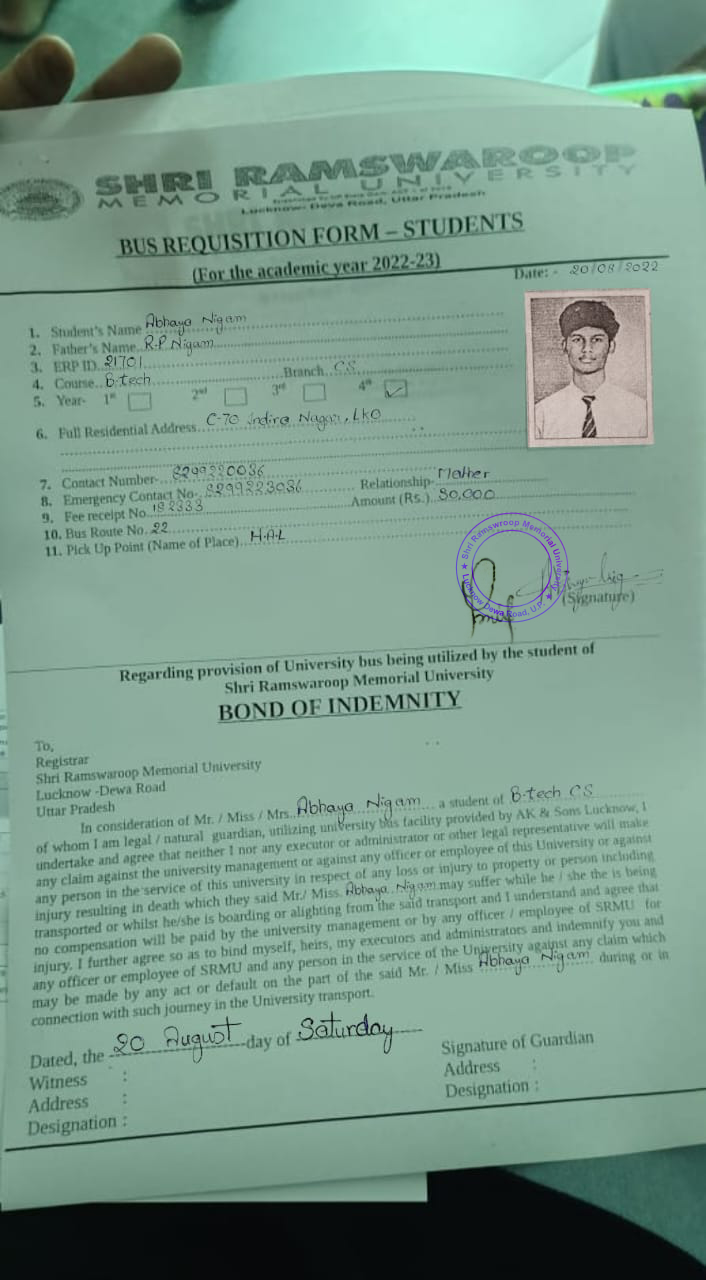 SHRI RAMSWAROOP
MEMORIAL UNIVERSITY
Lucknow- Deva Road, Uttar Pradesh
BUS REQUISITION FORM – STUDENTS
(For the academic year 2022-23)
Date: - 20/08/2022
1. Student's Name Abhaya Nigam
2. Father's Name R.P Nigam
3. ERP ID. 21701
4. Course. B.tech Branch CS
5. Year- 1st 2nd 3rd 4th ✓
6. Full Residential Address C-70 Indira Nagar, LKO
7. Contact Number- 8299220036
8. Emergency Contact No- 8299223036 Relationship- Mother
9. Fee receipt No. 192333 Amount (Rs.) 30,000
10. Bus Route No. 22
11. Pick Up Point (Name of Place) H.A.L
★ Shri Ramswroop Memorial University ★ Lucknow Dewa Road, U.P.
(Signature)
Regarding provision of University bus being utilized by the student of
Shri Ramswaroop Memorial University
BOND OF INDEMNITY
To,
Registrar
Shri Ramswaroop Memorial University
Lucknow -Dewa Road
Uttar Pradesh
In consideration of Mr. / Miss / Mrs. Abhaya Nigam a student of B-tech CS
of whom I am legal / natural guardian, utilizing university bus facility provided by AK & Sons Lucknow, I
undertake and agree that neither I nor any executor or administrator or other legal representative will make
any claim against the university management or against any officer or employee of this University or against
any person in the service of this university in respect of any loss or injury to property or person including
injury resulting in death which they said Mr./ Miss. Abhaya Nigam may suffer while he / she the is being
transported or whilst he/she is boarding or alighting from the said transport and I understand and agree that
no compensation will be paid by the university management or by any officer / employee of SRMU for
injury. I further agree so as to bind myself, heirs, my executors and administrators and indemnify you and
any officer or employee of SRMU and any person in the service of the University against any claim which
may be made by any act or default on the part of the said Mr. / Miss Abhaya Nigam during or in
connection with such journey in the University transport.
Dated, the 20 August day of Saturday
Witness : Signature of Guardian
Address : Address :
Designation : Designation :